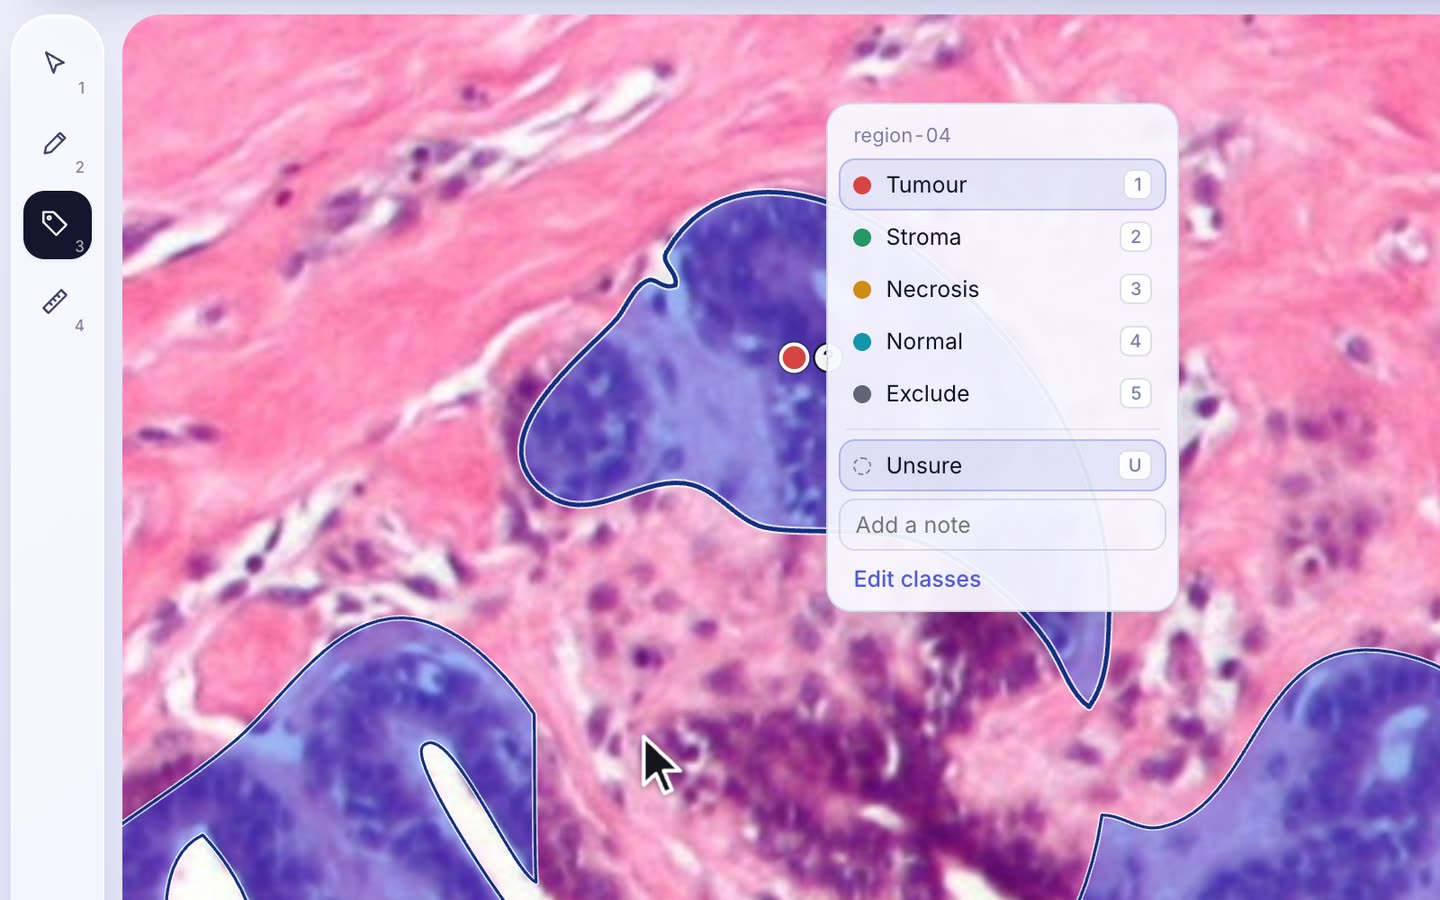 1
2
3
4
region-04
Tumour 1
Stroma 2
Necrosis 3
Normal 4
Exclude 5
Unsure U
Add a note
Edit classes